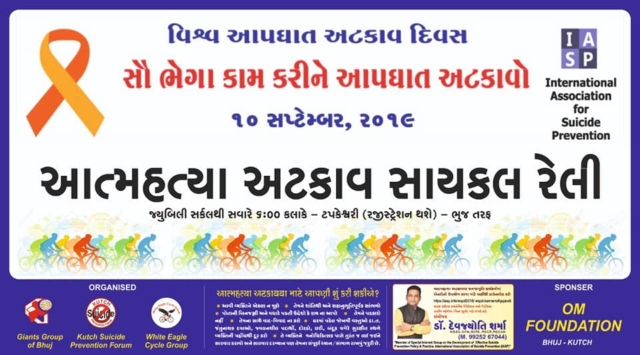 વિશ્વ આપઘાત અટકાવ દિવસ
સૌ ભેગા કામ કરીને આપઘાત અટકાવો
૧૦ સપ્ટેમ્બર, ૨૦૧૯
IASP
International
Association
for
Suicide
Prevention
આત્મહત્યા અટકાવ સાયકલ રેલી
જ્યુબિલી સર્કલથી સવારે ૬:૦૦ કલાકે – ટપકેશ્વરી (રજીસ્ટ્રેશન થશે) – ભુજ તરફ
ORGANISED
Giants Group
of Bhuj
Kutch Suicide
Prevention Forum
White Eagle
Cycle Group
આત્મહત્યા અટકાવવા માટે આપણી શું કરી શકીએ?
ડૉ. દેવજ્યોતિ શર્મા
(M. 99252 67044)
SPONSER
OM
FOUNDATION
BHUJ - KUTCH